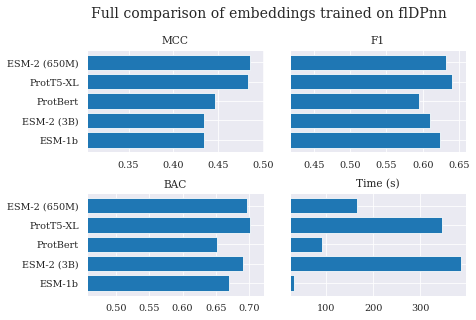 Full comparison of embeddings trained on flDPnn
MCC
F1
ESM-2 (650M)
ProtT5-XL
ProtBert
ESM-2 (3B)
ESM-1b
0.35 0.40 0.45 0.50
0.45 0.50 0.55 0.60 0.65
BAC
Time (s)
ESM-2 (650M)
ProtT5-XL
ProtBert
ESM-2 (3B)
ESM-1b
0.50 0.55 0.60 0.65 0.70
100 200 300